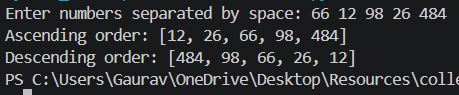 Enter numbers separated by space: 66 12 98 26 484
Ascending order: [12, 26, 66, 98, 484]
Descending order: [484, 98, 66, 26, 12]
PS C:\Users\Gaurav\OneDrive\Desktop\Resources\colle